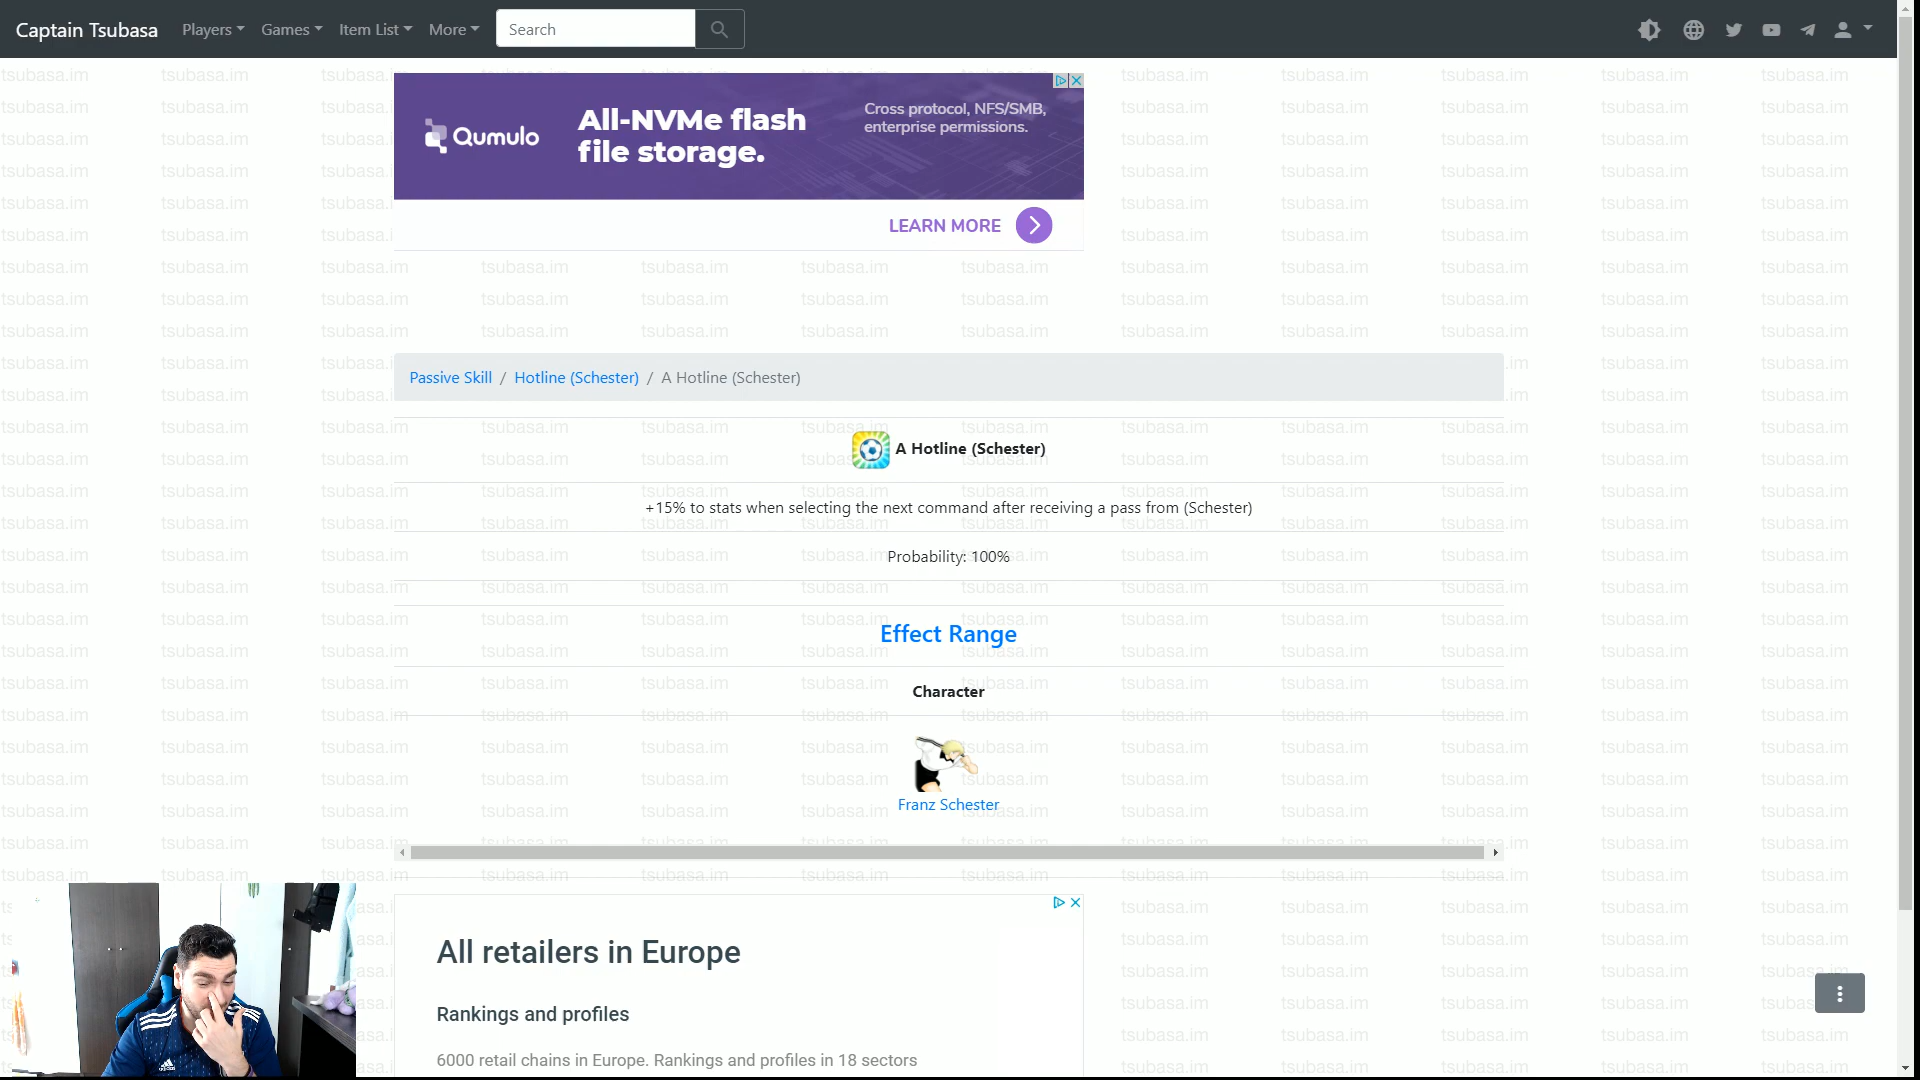 Captain Tsubasa Players Games Item List More Search
Qumulo
All-NVMe flash
file storage.
Cross protocol, NFS/SMB,
enterprise permissions.
LEARN MORE
Passive Skill / Hotline (Schester) / A Hotline (Schester)
A Hotline (Schester)
+15% to stats when selecting the next command after receiving a pass from (Schester)
Probability: 100%
Effect Range
Character
Franz Schester
All retailers in Europe
Rankings and profiles
6000 retail chains in Europe. Rankings and profiles in 18 sectors
tsubasa.im
adidas